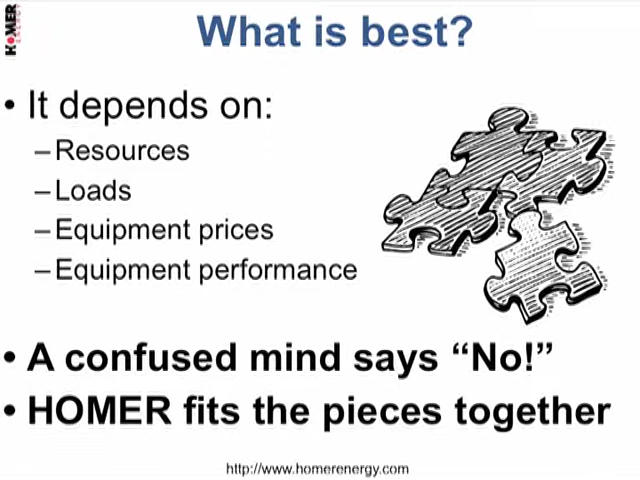 HOMER
ENERGY
What is best?
• It depends on:
– Resources
– Loads
– Equipment prices
– Equipment performance
• A confused mind says “No!”
• HOMER fits the pieces together
http://www.homerenergy.com